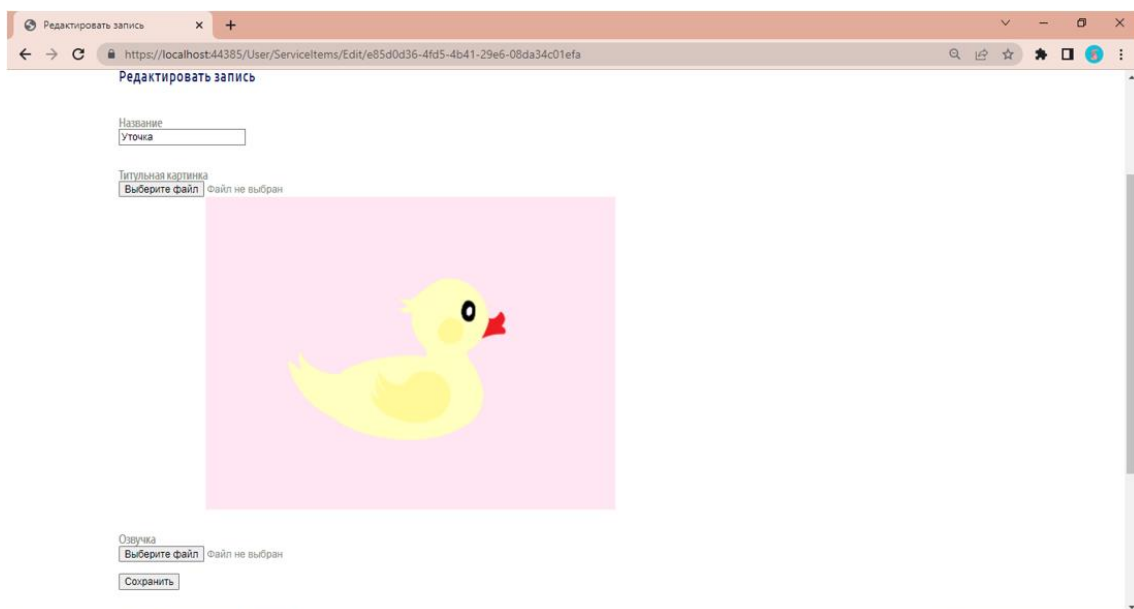 Редактировать запись
https://localhost:44385/User/ServiceItems/Edit/e85d0d36-4fd5-4b41-29e6-08da34c01efa
Редактировать запись
Название
Уточка
Титульная картинка
Выберите файл Файл не выбран
Озвучка
Выберите файл Файл не выбран
Сохранить